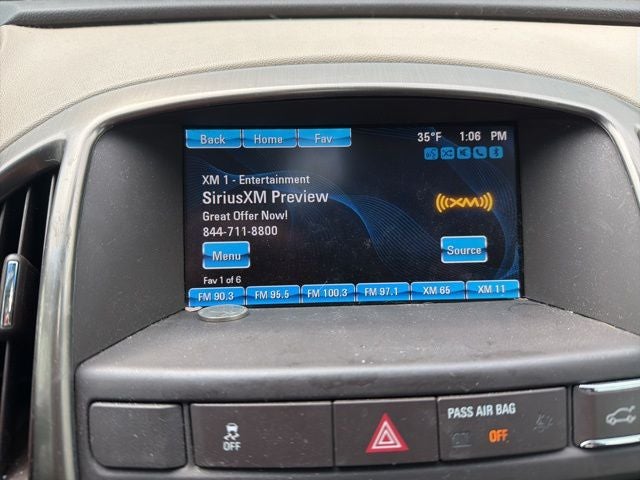 Back Home Fav 35°F 1:06 PM
XM 1 - Entertainment
SiriusXM Preview
((XM))
Great Offer Now!
844-711-8800
Menu Source
Fav 1 of 6
FM 90.3 FM 95.5 FM 100.3 FM 97.1 XM 65 XM 11
PASS AIR BAG
OFF OFF